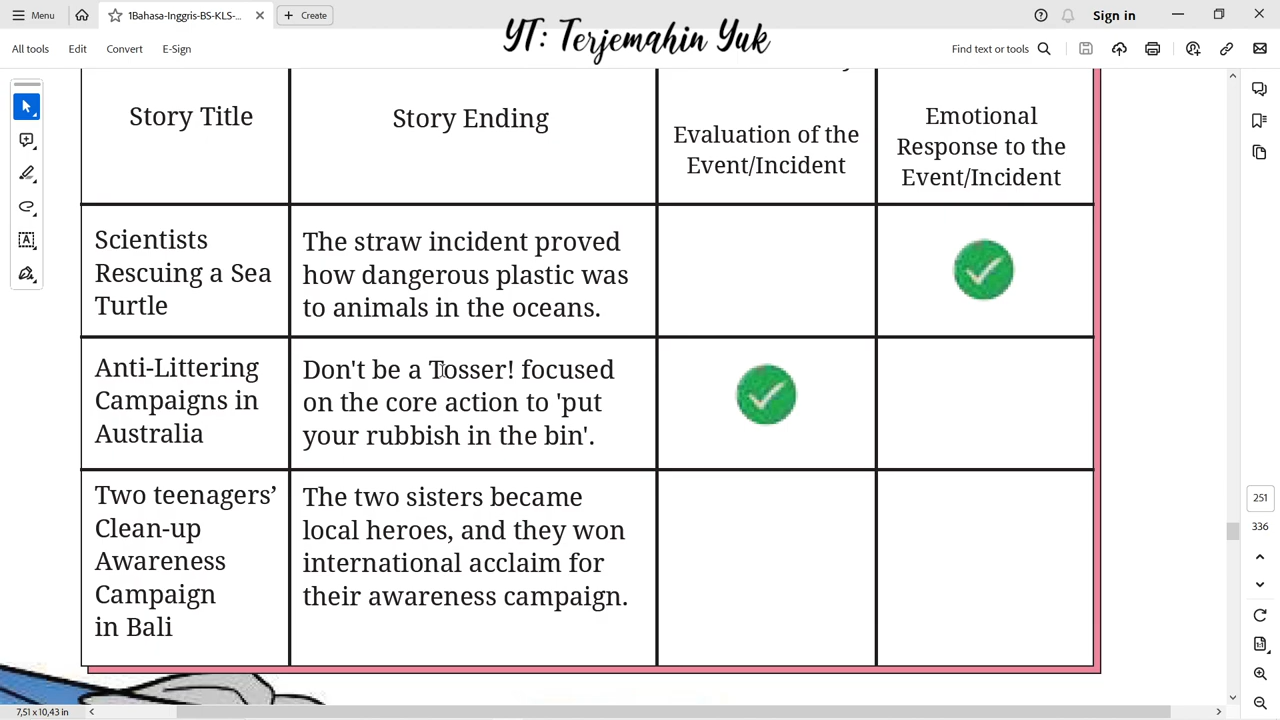 Menu
1Bahasa-Inggris-BS-KLS-...
Create
Sign in
YT: Terjemahin Yuk
All tools
Edit
Convert
E-Sign
Find text or tools
Story Title
Story Ending
Evaluation of the
Event/Incident
Emotional
Response to the
Event/Incident
Scientists
Rescuing a Sea
Turtle
The straw incident proved
how dangerous plastic was
to animals in the oceans.
Anti-Littering
Campaigns in
Australia
Don't be a Tosser! focused
on the core action to 'put
your rubbish in the bin'.
Two teenagers’
Clean-up
Awareness
Campaign
in Bali
The two sisters became
local heroes, and they won
international acclaim for
their awareness campaign.
251
336
7,51 x 10,43 in